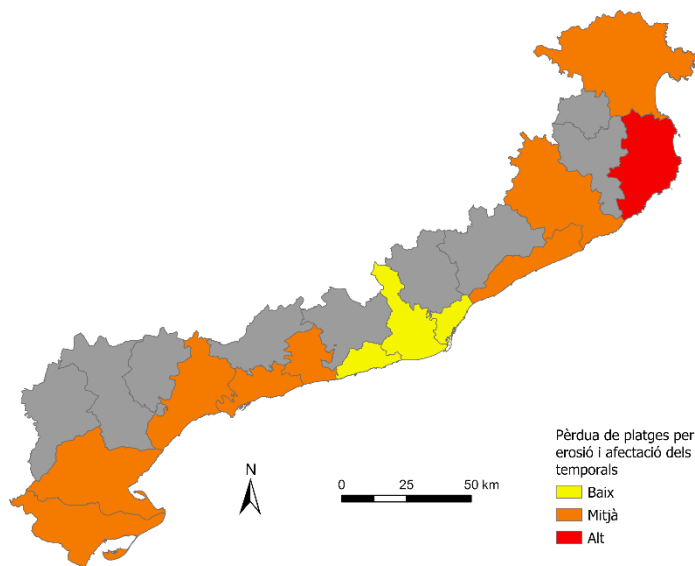 N
0 25 50 km
Pèrdua de platges per
erosió i afectació dels
temporals
Baix
Mitjà
Alt